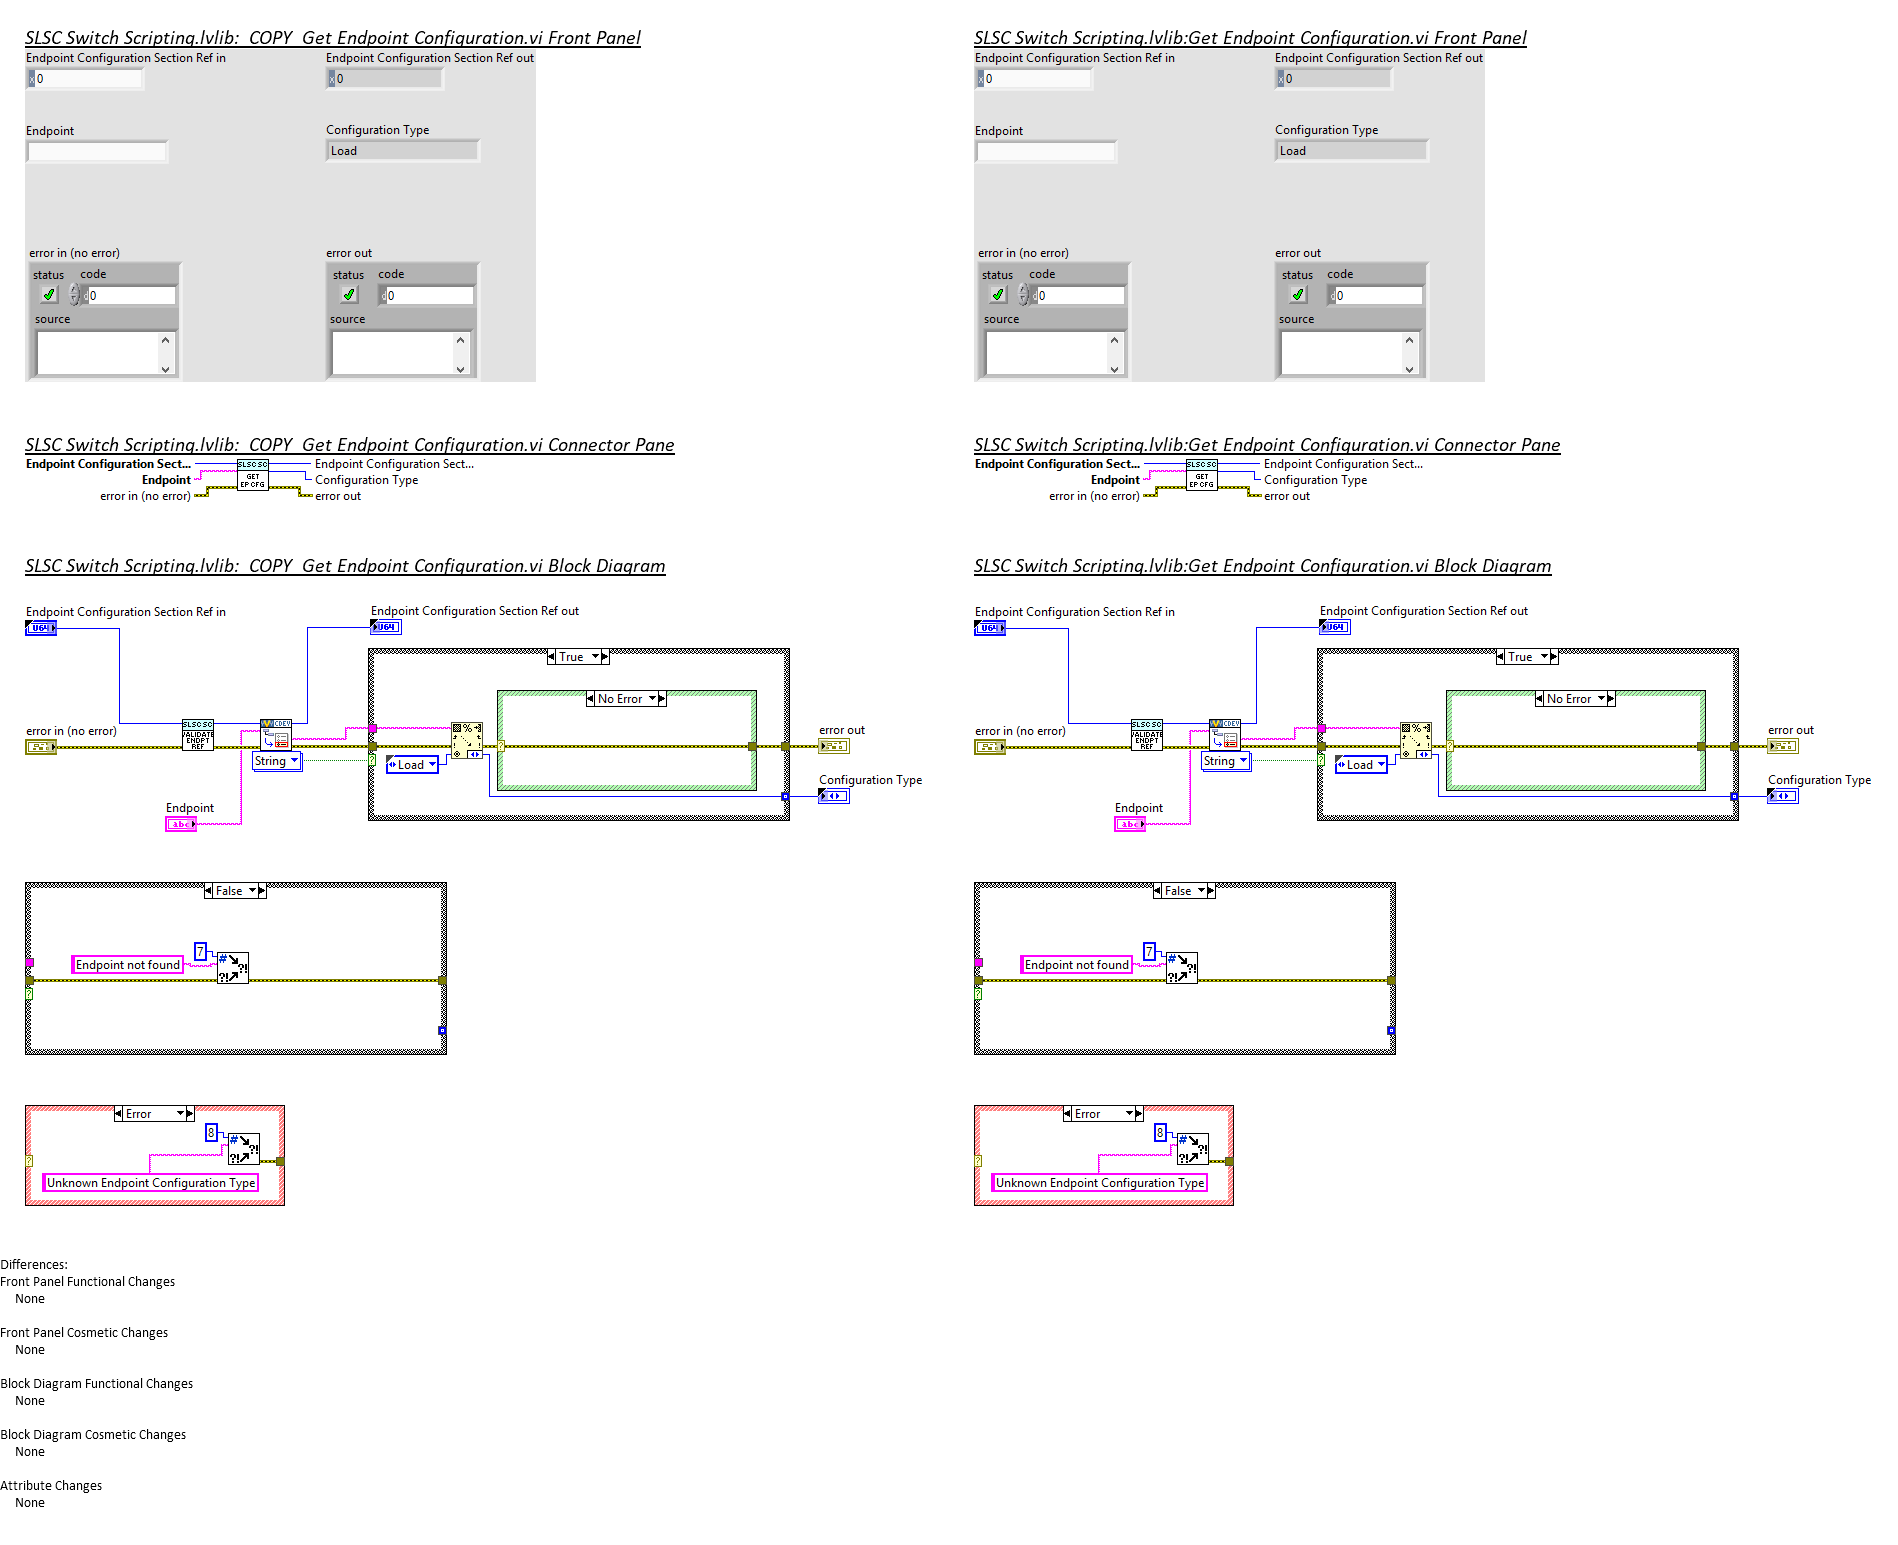 SLSC Switch Scripting.lvlib:_COPY_Get Endpoint Configuration.vi Front Panel
Endpoint Configuration Section Ref in
Endpoint Configuration Section Ref out
x 0
x 0
Endpoint
Configuration Type
Load
error in (no error)
error out
status code
status code
d 0
d 0
source
source
SLSC Switch Scripting.lvlib:Get Endpoint Configuration.vi Front Panel
Endpoint Configuration Section Ref in
Endpoint Configuration Section Ref out
x 0
x 0
Endpoint
Configuration Type
Load
error in (no error)
error out
status code
status code
d 0
d 0
source
source
SLSC Switch Scripting.lvlib:_COPY_Get Endpoint Configuration.vi Connector Pane
Endpoint Configuration Sect...
Endpoint
error in (no error)
SLSC SC
GET
EP CFG
Endpoint Configuration Sect...
Configuration Type
error out
SLSC Switch Scripting.lvlib:Get Endpoint Configuration.vi Connector Pane
Endpoint Configuration Sect...
Endpoint
error in (no error)
SLSC SC
GET
EP CFG
Endpoint Configuration Sect...
Configuration Type
error out
SLSC Switch Scripting.lvlib:_COPY_Get Endpoint Configuration.vi Block Diagram
Endpoint Configuration Section Ref in
U64
Endpoint Configuration Section Ref out
U64
True
No Error
error in (no error)
SLSC SC
VALIDATE
ENDPT
REF
CDEV
String
Load
error out
Configuration Type
Endpoint
abc
False
7
Endpoint not found
Error
8
Unknown Endpoint Configuration Type
SLSC Switch Scripting.lvlib:Get Endpoint Configuration.vi Block Diagram
Endpoint Configuration Section Ref in
U64
Endpoint Configuration Section Ref out
U64
True
No Error
error in (no error)
SLSC SC
VALIDATE
ENDPT
REF
CDEV
String
Load
error out
Configuration Type
Endpoint
abc
False
7
Endpoint not found
Error
8
Unknown Endpoint Configuration Type
Differences:
Front Panel Functional Changes
None
Front Panel Cosmetic Changes
None
Block Diagram Functional Changes
None
Block Diagram Cosmetic Changes
None
Attribute Changes
None